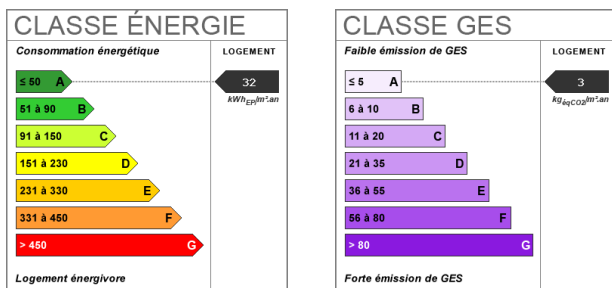 CLASSE ÉNERGIE
Consommation énergétique
LOGEMENT
≤ 50 A
32
kWhEP/m².an
51 à 90 B
91 à 150 C
151 à 230 D
231 à 330 E
331 à 450 F
> 450 G
Logement énergivore
CLASSE GES
Faible émission de GES
LOGEMENT
≤ 5 A
3
kgéqCO2/m².an
6 à 10 B
11 à 20 C
21 à 35 D
36 à 55 E
56 à 80 F
> 80 G
Forte émission de GES